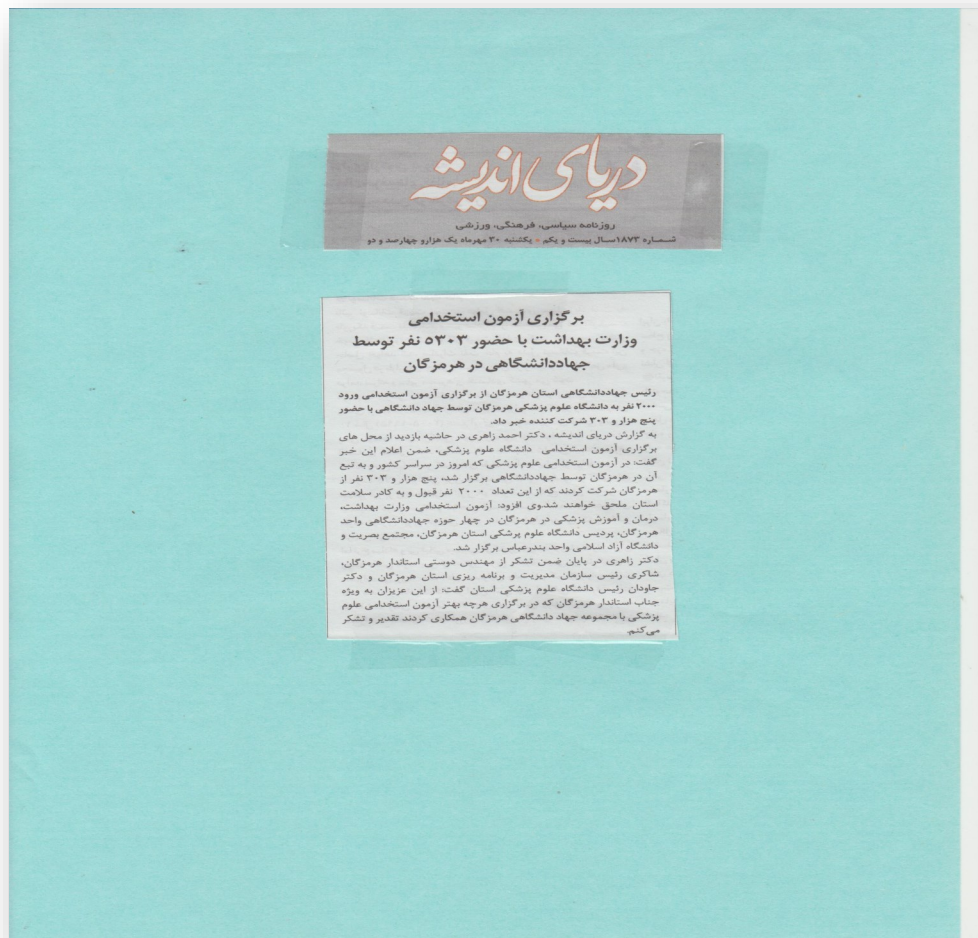 دریای اندیشه
روزنامه سیاسی، فرهنگی، ورزشی
شماره ۱۸۷۳ سال بیست و یکم • یکشنبه ۳۰ مهرماه یک هزارو چهارصد و دو
برگزاری آزمون استخدامی
وزارت بهداشت با حضور ۵۳۰۳ نفر توسط
جهاددانشگاهی در هرمزگان
رئیس جهاددانشگاهی استان هرمزگان از برگزاری آزمون استخدامی ورود
۲۰۰۰ نفر به دانشگاه علوم پزشکی هرمزگان توسط جهاد دانشگاهی با حضور
پنج هزار و ۳۰۳ شرکت کننده خبر داد.
به گزارش دریای اندیشه ، دکتر احمد زاهری در حاشیه بازدید از محل های
برگزاری آزمون استخدامی دانشگاه علوم پزشکی، ضمن اعلام این خبر
گفت: در آزمون استخدامی علوم پزشکی که امروز در سراسر کشور و به تبع
آن در هرمزگان توسط جهاددانشگاهی برگزار شد، پنج هزار و ۳۰۳ نفر از
هرمزگان شرکت کردند که از این تعداد ۲۰۰۰ نفر قبول و به کادر سلامت
استان ملحق خواهند شد.وی افزود: آزمون استخدامی وزارت بهداشت،
درمان و آموزش پزشکی در هرمزگان در چهار حوزه جهاددانشگاهی واحد
هرمزگان، پردیس دانشگاه علوم پزشکی استان هرمزگان، مجتمع بصریت و
دانشگاه آزاد اسلامی واحد بندرعباس برگزار شد.
دکتر زاهری در پایان ضمن تشکر از مهندس دوستی استاندار هرمزگان،
شاکری رئیس سازمان مدیریت و برنامه ریزی استان هرمزگان و دکتر
جاودان رئیس دانشگاه علوم پزشکی استان گفت: از این عزیزان به ویژه
جناب استاندار هرمزگان که در برگزاری هرچه بهتر آزمون استخدامی علوم
پزشکی با مجموعه جهاد دانشگاهی هرمزگان همکاری کردند تقدیر و تشکر
می‌کنم.